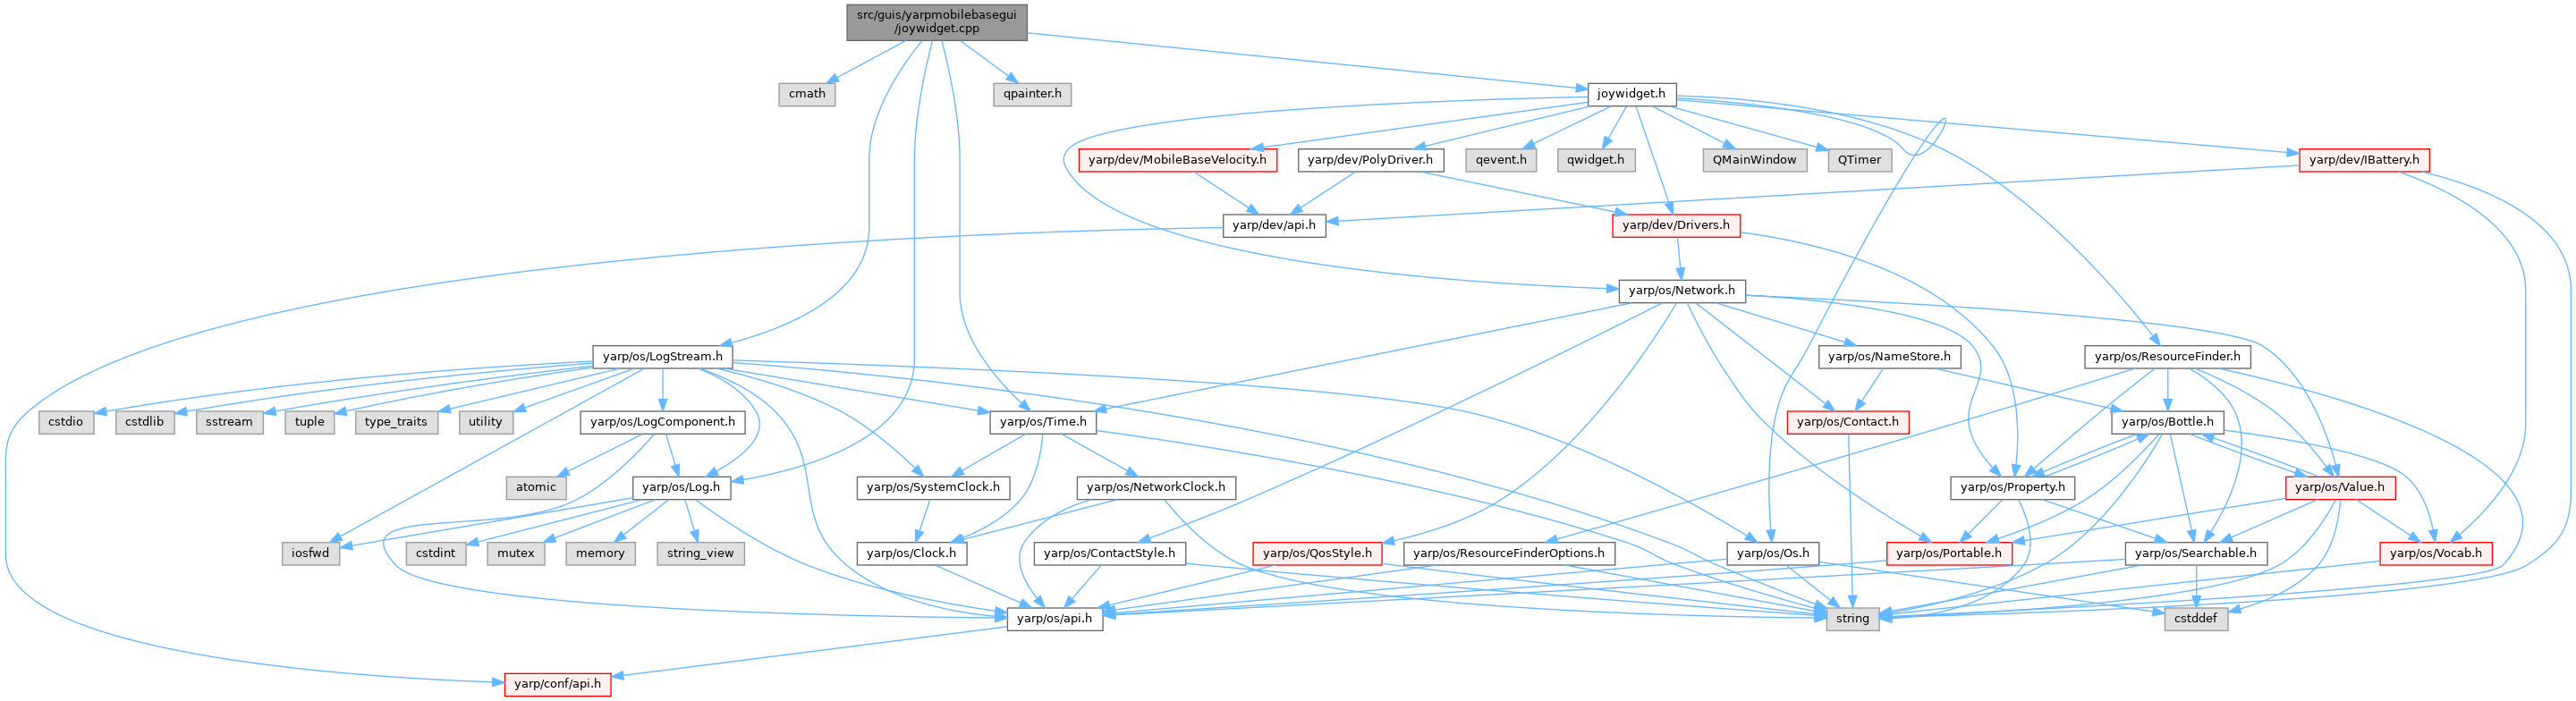 src/guis/yarpmobilebasegui
/joywidget.cpp
cmath
qpainter.h
joywidget.h
yarp/dev/MobileBaseVelocity.h
yarp/dev/PolyDriver.h
qevent.h
qwidget.h
QMainWindow
QTimer
yarp/dev/IBattery.h
yarp/dev/api.h
yarp/dev/Drivers.h
yarp/os/Network.h
yarp/os/LogStream.h
yarp/os/NameStore.h
yarp/os/ResourceFinder.h
cstdio
cstdlib
sstream
tuple
type_traits
utility
yarp/os/LogComponent.h
yarp/os/Time.h
yarp/os/Contact.h
yarp/os/Bottle.h
atomic
yarp/os/Log.h
yarp/os/SystemClock.h
yarp/os/NetworkClock.h
yarp/os/Property.h
yarp/os/Value.h
iosfwd
cstdint
mutex
memory
string_view
yarp/os/Clock.h
yarp/os/ContactStyle.h
yarp/os/QosStyle.h
yarp/os/ResourceFinderOptions.h
yarp/os/Os.h
yarp/os/Portable.h
yarp/os/Searchable.h
yarp/os/Vocab.h
yarp/os/api.h
string
cstddef
yarp/conf/api.h